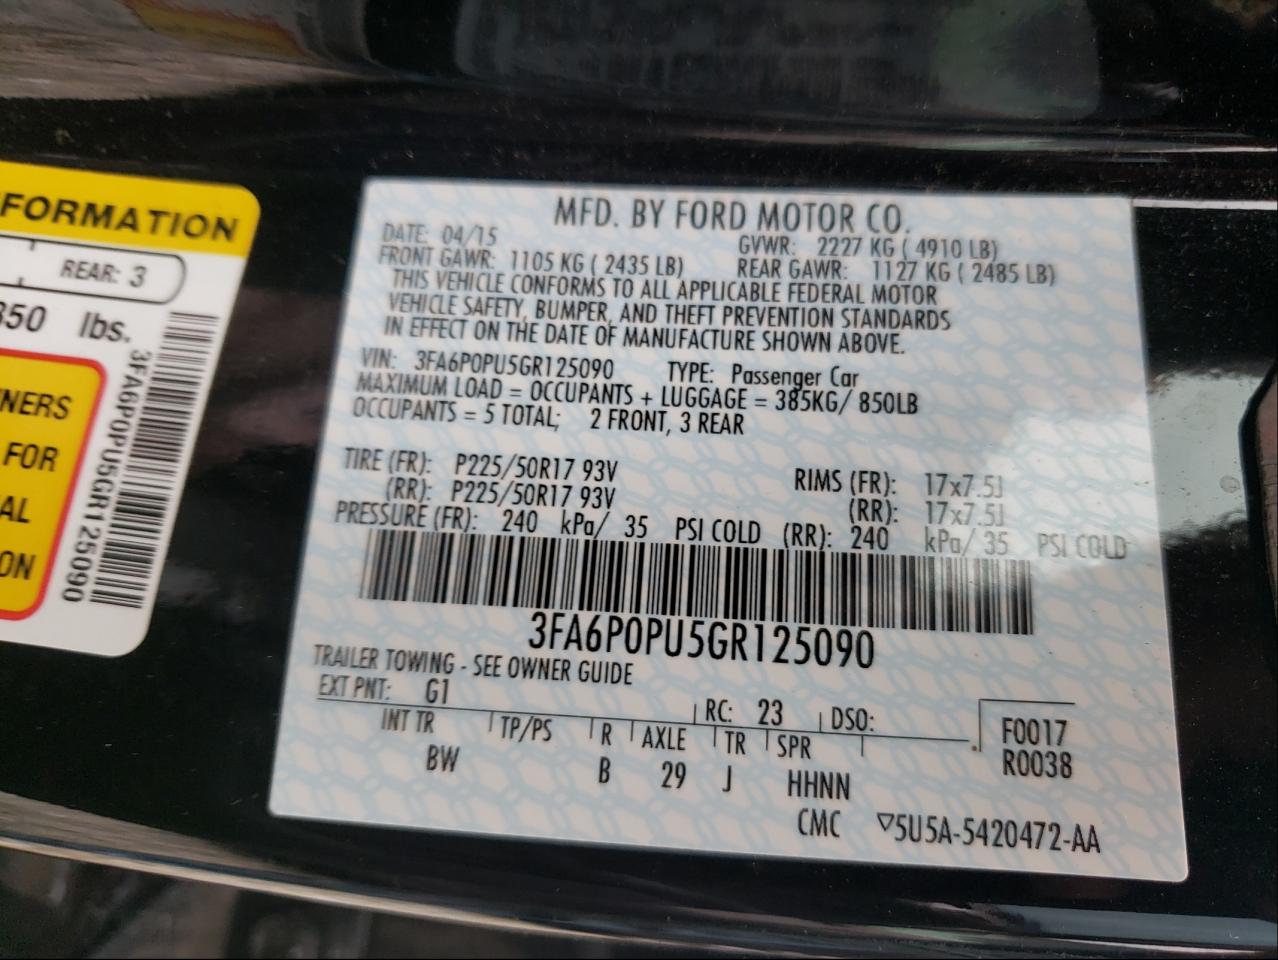 FORMATION
REAR: 3
850 lbs.
NERS
FOR
AL
ON
3FA6P0PU5GR125090
MFD. BY FORD MOTOR CO.
DATE: 04/15 GVWR: 2227 KG ( 4910 LB)
FRONT GAWR: 1105 KG ( 2435 LB) REAR GAWR: 1127 KG ( 2485 LB)
THIS VEHICLE CONFORMS TO ALL APPLICABLE FEDERAL MOTOR
VEHICLE SAFETY, BUMPER, AND THEFT PREVENTION STANDARDS
IN EFFECT ON THE DATE OF MANUFACTURE SHOWN ABOVE.
VIN: 3FA6P0PU5GR125090 TYPE: Passenger Car
MAXIMUM LOAD = OCCUPANTS + LUGGAGE = 385KG/ 850LB
OCCUPANTS = 5 TOTAL; 2 FRONT, 3 REAR
TIRE (FR): P225/50R17 93V RIMS (FR): 17x7.5J
(RR): P225/50R17 93V (RR): 17x7.5J
PRESSURE (FR): 240 kPa/ 35 PSI COLD (RR): 240 kPa/ 35 PSI COLD
3FA6P0PU5GR125090
TRAILER TOWING - SEE OWNER GUIDE
EXT PNT: G1 RC: 23 DSO:
INT TR TP/PS R AXLE TR SPR F0017
BW B 29 J HHNN R0038
CMC ▽5U5A-5420472-AA